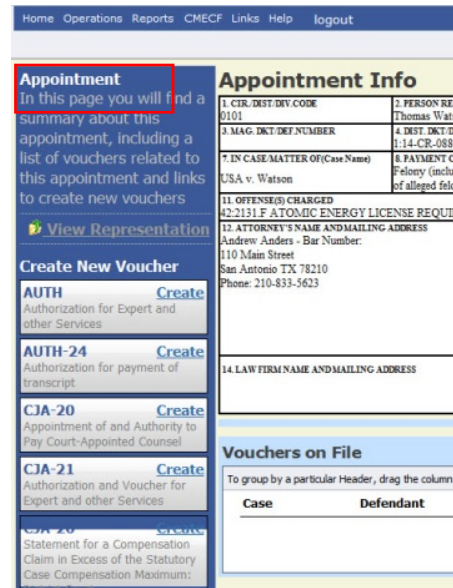 Home Operations Reports CMECF Links Help logout
Appointment
In this page you will find a
summary about this
appointment, including a
list of vouchers related to
this appointment and links
to create new vouchers
View Representation
Create New Voucher
AUTH Create
Authorization for Expert and
other Services
AUTH-24 Create
Authorization for payment of
transcript
CJA-20 Create
Appointment of and Authority to
Pay Court-Appointed Counsel
CJA-21 Create
Authorization and Voucher for
Expert and other Services
CJA-26 Create
Statement for a Compensation
Claim in Excess of the Statutory
Case Compensation Maximum:
Appointment Info
1. CIR./DIST/DIV.CODE
0101
2. PERSON RE
Thomas Wat
3. MAG. DKT/DEF.NUMBER
4. DIST. DKT/D
1:14-CR-088
7. IN CASE/MATTER OF(Case Name)
USA v. Watson
8. PAYMENT C
Felony (inclu
of alleged felo
11. OFFENSE(S) CHARGED
42:2131.F ATOMIC ENERGY LICENSE REQUI
12. ATTORNEY'S NAME AND MAILING ADDRESS
Andrew Anders - Bar Number:
110 Main Street
San Antonio TX 78210
Phone: 210-833-5623
14. LAW FIRM NAME AND MAILING ADDRESS
Vouchers on File
To group by a particular Header, drag the column
Case Defendant